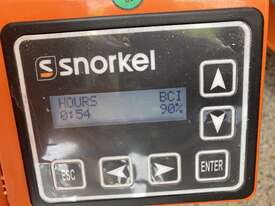 snorkel
HOURS BCI
0:54 90%
ESC ENTER